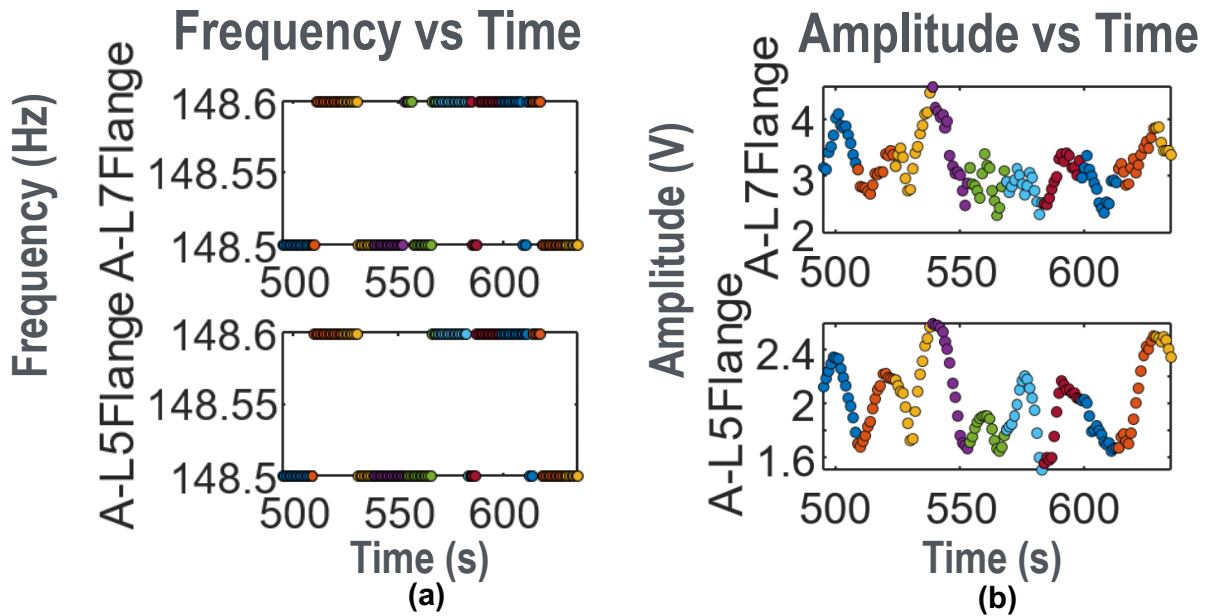 Frequency vs Time
Frequency (Hz)
A-L7Flange
148.6
148.55
148.5
500
550
600
A-L5Flange
148.6
148.55
148.5
500
550
600
Time (s)
(a)
Amplitude vs Time
Amplitude (V)
A-L7Flange
4
3
2
500
550
600
A-L5Flange
2.4
2
1.6
500
550
600
Time (s)
(b)